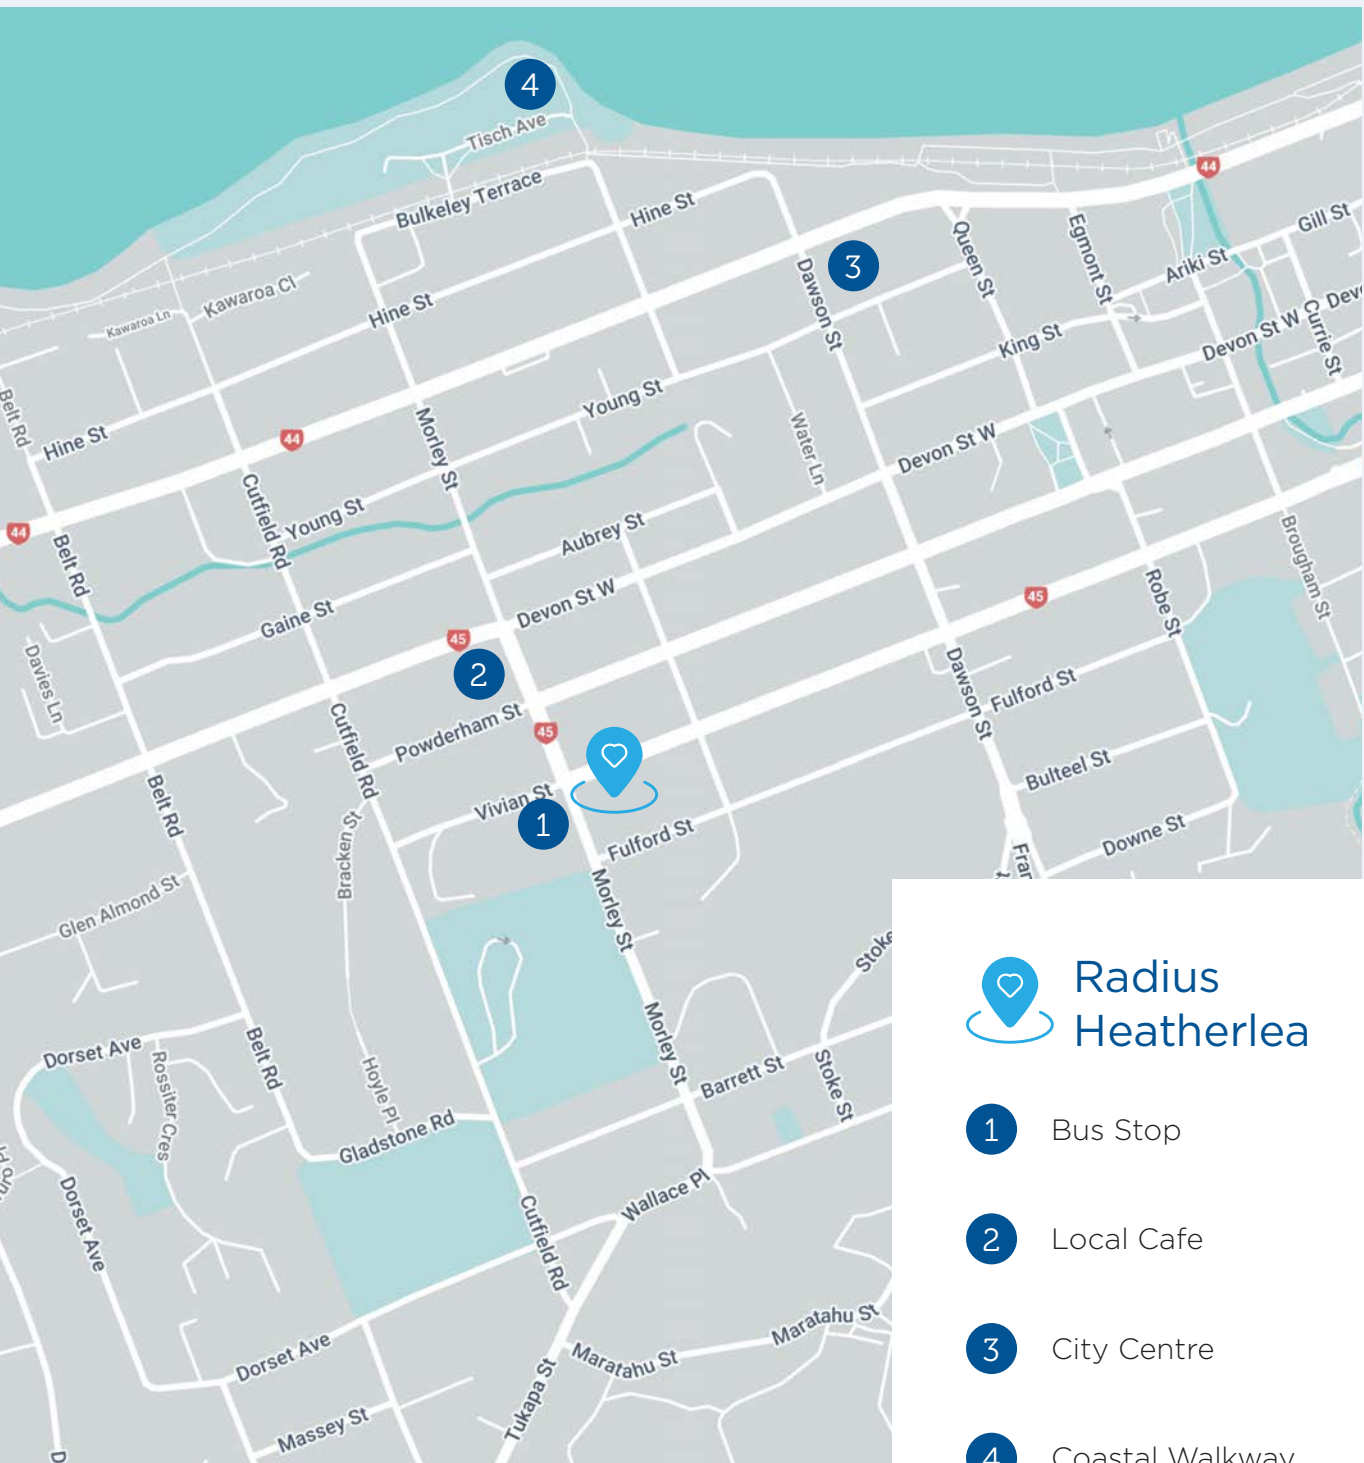 4
Tisch Ave
44
Bulkeley Terrace
Hine St
Gill St
Queen St
Egmont St
3
Ariki St
Dawson St
Kawaroa Cl
Kawaroa Ln
Hine St
King St
Devon St W
Currie St
Belt Rd
Young St
Hine St
44
Morley St
Water Ln
Devon St W
Cutfield Rd
Young St
44
Aubrey St
Belt Rd
Brougham St
Robe St
45
Devon St W
Gaine St
45
2
Davies Ln
Dawson St
Fulford St
Powderham St
45
Cutfield Rd
Bulteel St
Belt Rd
Vivian St
1
Fulford St
Downe St
Bracken St
Glen Almond St
Morley St
Radius
Heatherlea
Morley St
Dorset Ave
Belt Rd
Rossiter Cres
Hoyle Pl
Barrett St
Stoke St
1 Bus Stop
Gladstone Rd
Dorset Ave
Wallace Pl
Cutfield Rd
2 Local Cafe
Maratahu St
Dorset Ave
Maratahu St
3 City Centre
Tukapa St
Massey St
4 Coastal Walkway